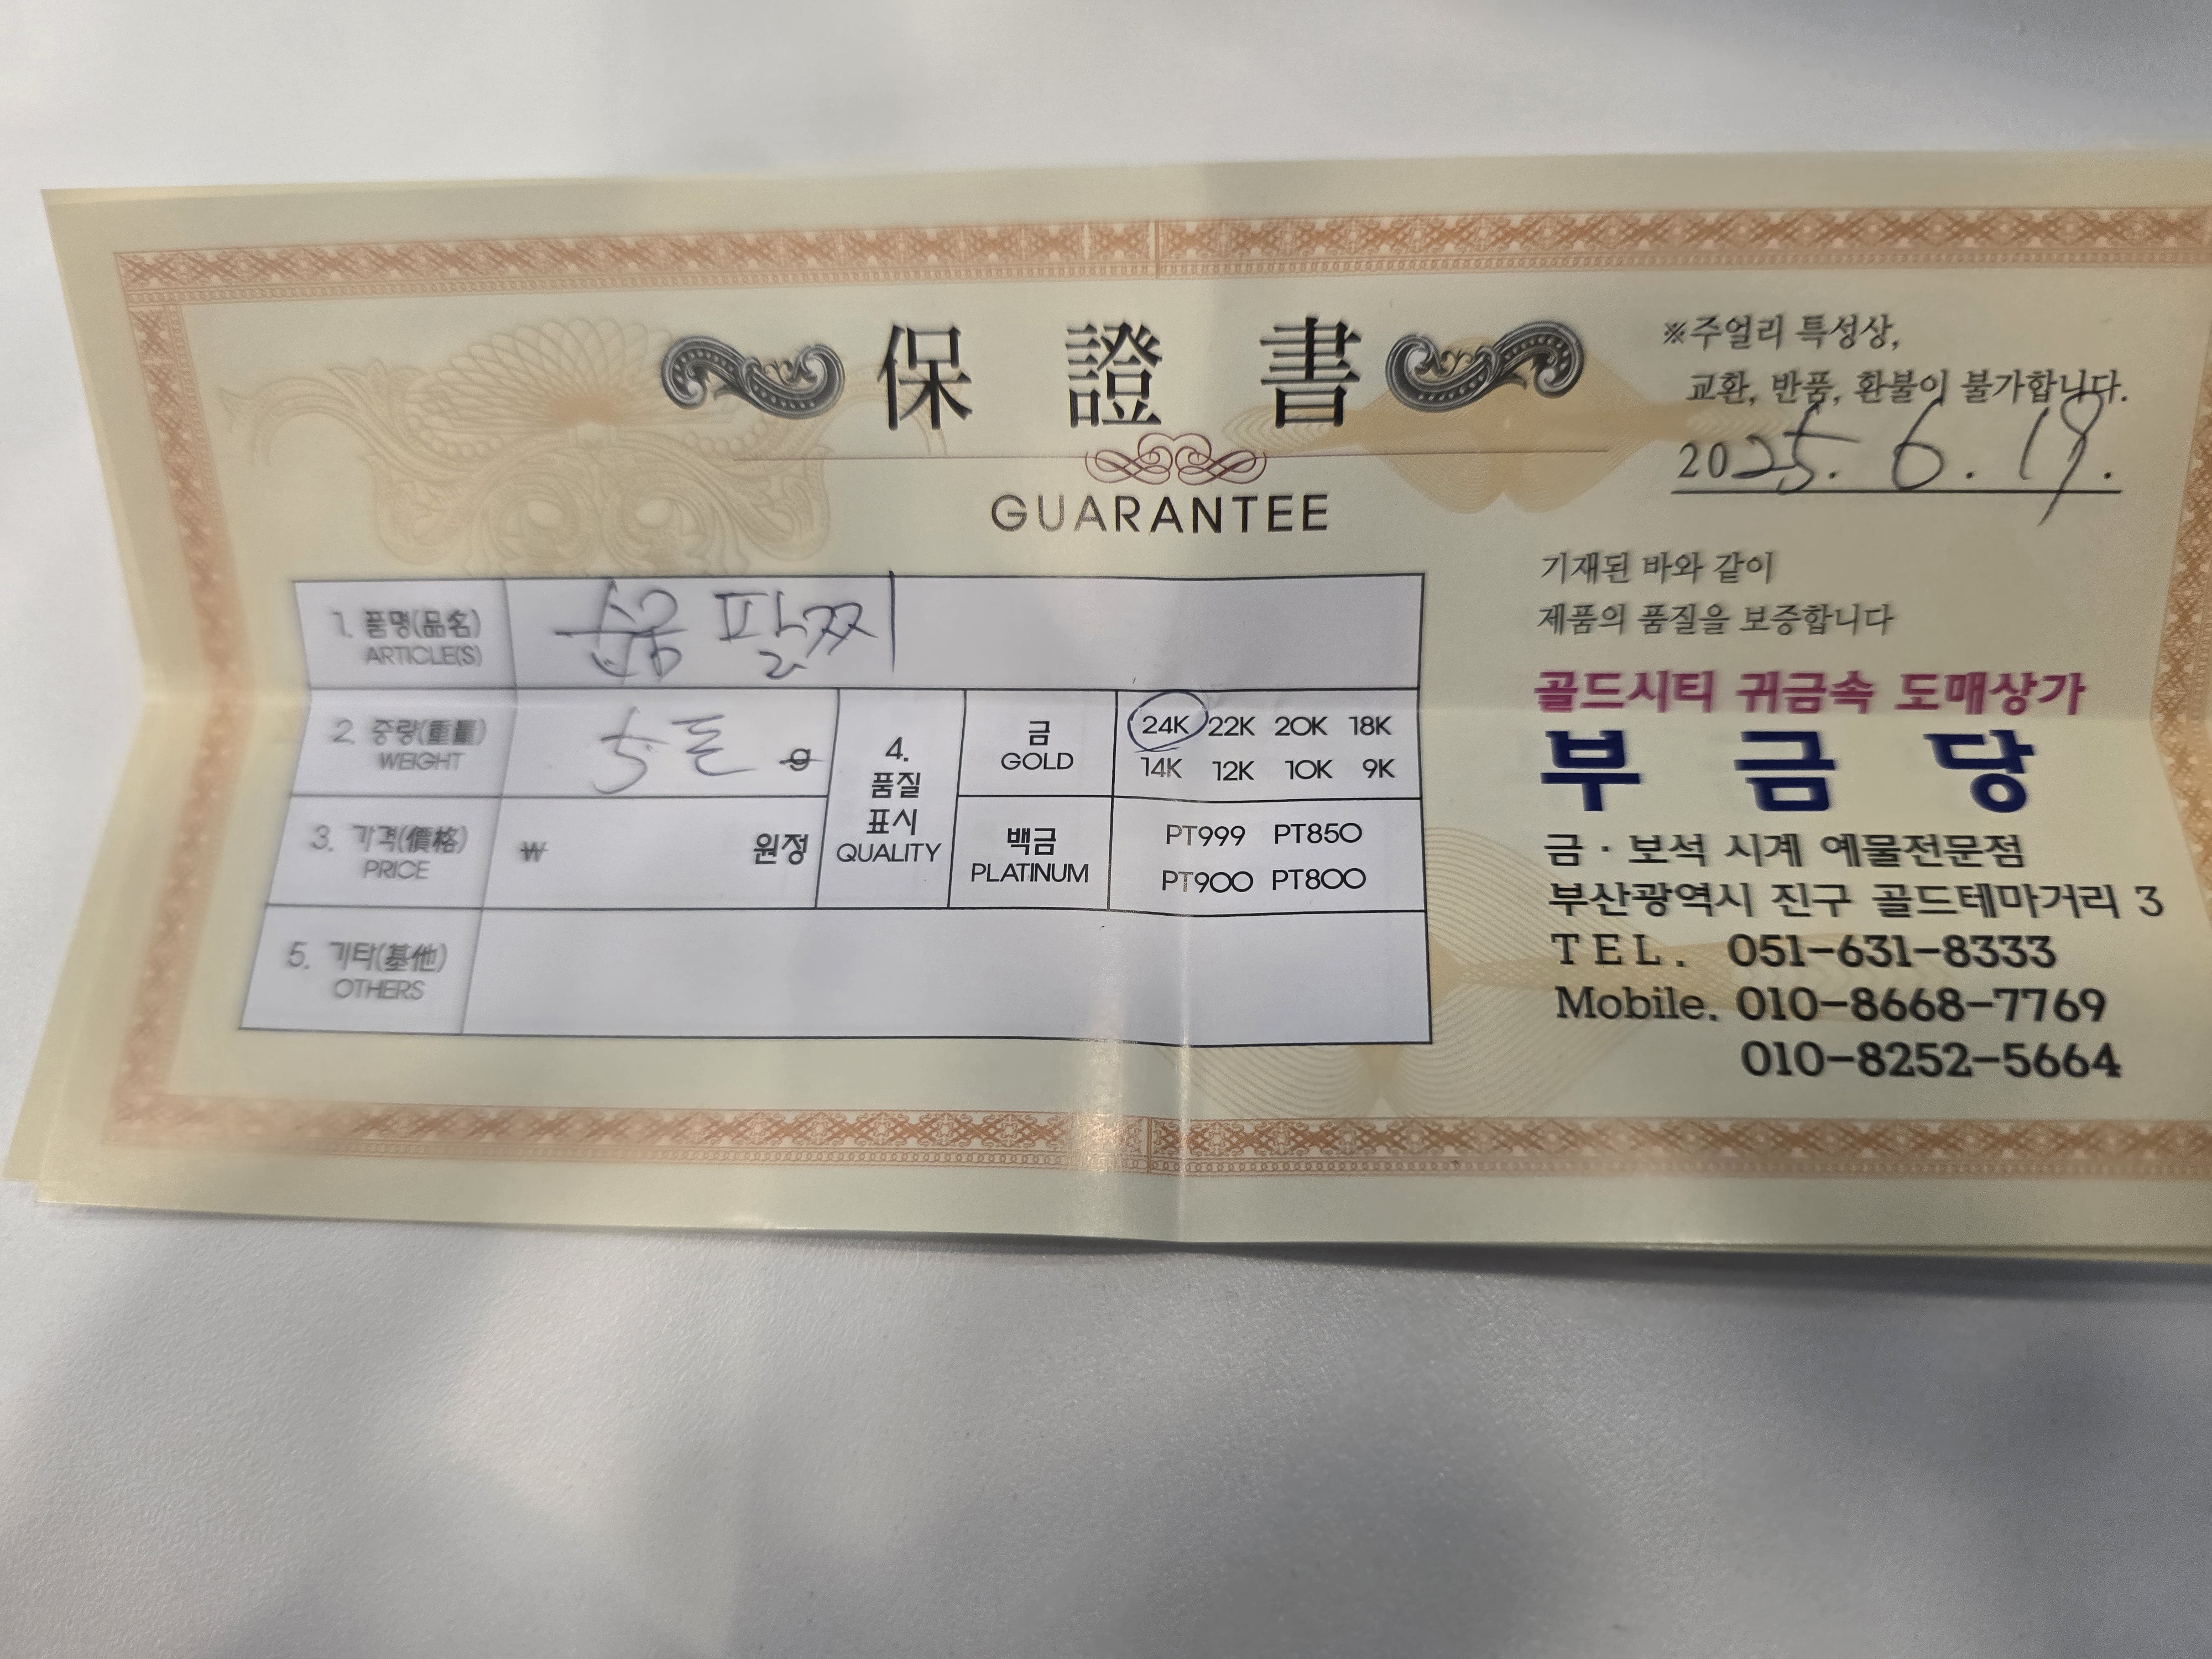 保 證 書
GUARANTEE
※주얼리 특성상,
교환, 반품, 환불이 불가합니다.
2025. 6. 19.
1. 품명(品名)
ARTICLE(S)
순금 팔찌
2. 중량(重量)
WEIGHT
5돈 g
3. 가격(價格)
PRICE
₩ 원정
4.
품질
표시
QUALITY
금
GOLD
24K 22K 20K 18K
14K 12K 10K 9K
백금
PLATINUM
PT999 PT850
PT900 PT800
5. 기타(基他)
OTHERS
기재된 바와 같이
제품의 품질을 보증합니다
골드시티 귀금속 도매상가
부 금 당
금 · 보석 시계 예물전문점
부산광역시 진구 골드테마거리 3
TEL. 051-631-8333
Mobile. 010-8668-7769
010-8252-5664